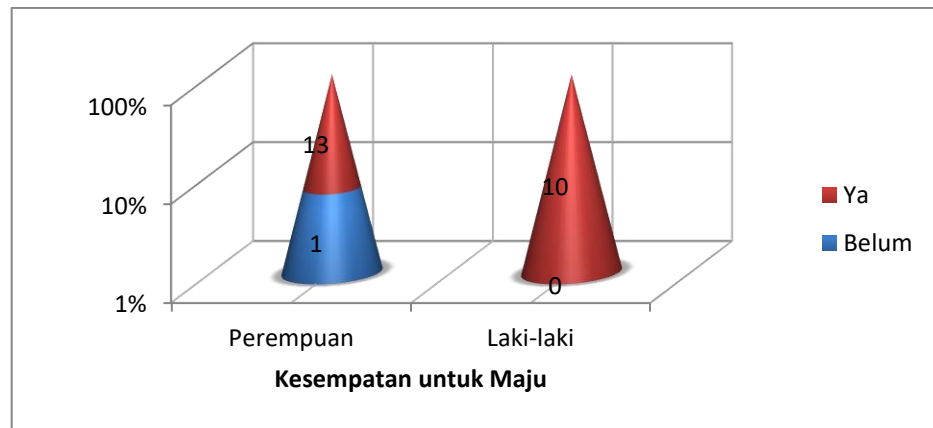 100%
10%
1%
13
1
10
0
Perempuan
Laki-laki
Kesempatan untuk Maju
Ya
Belum